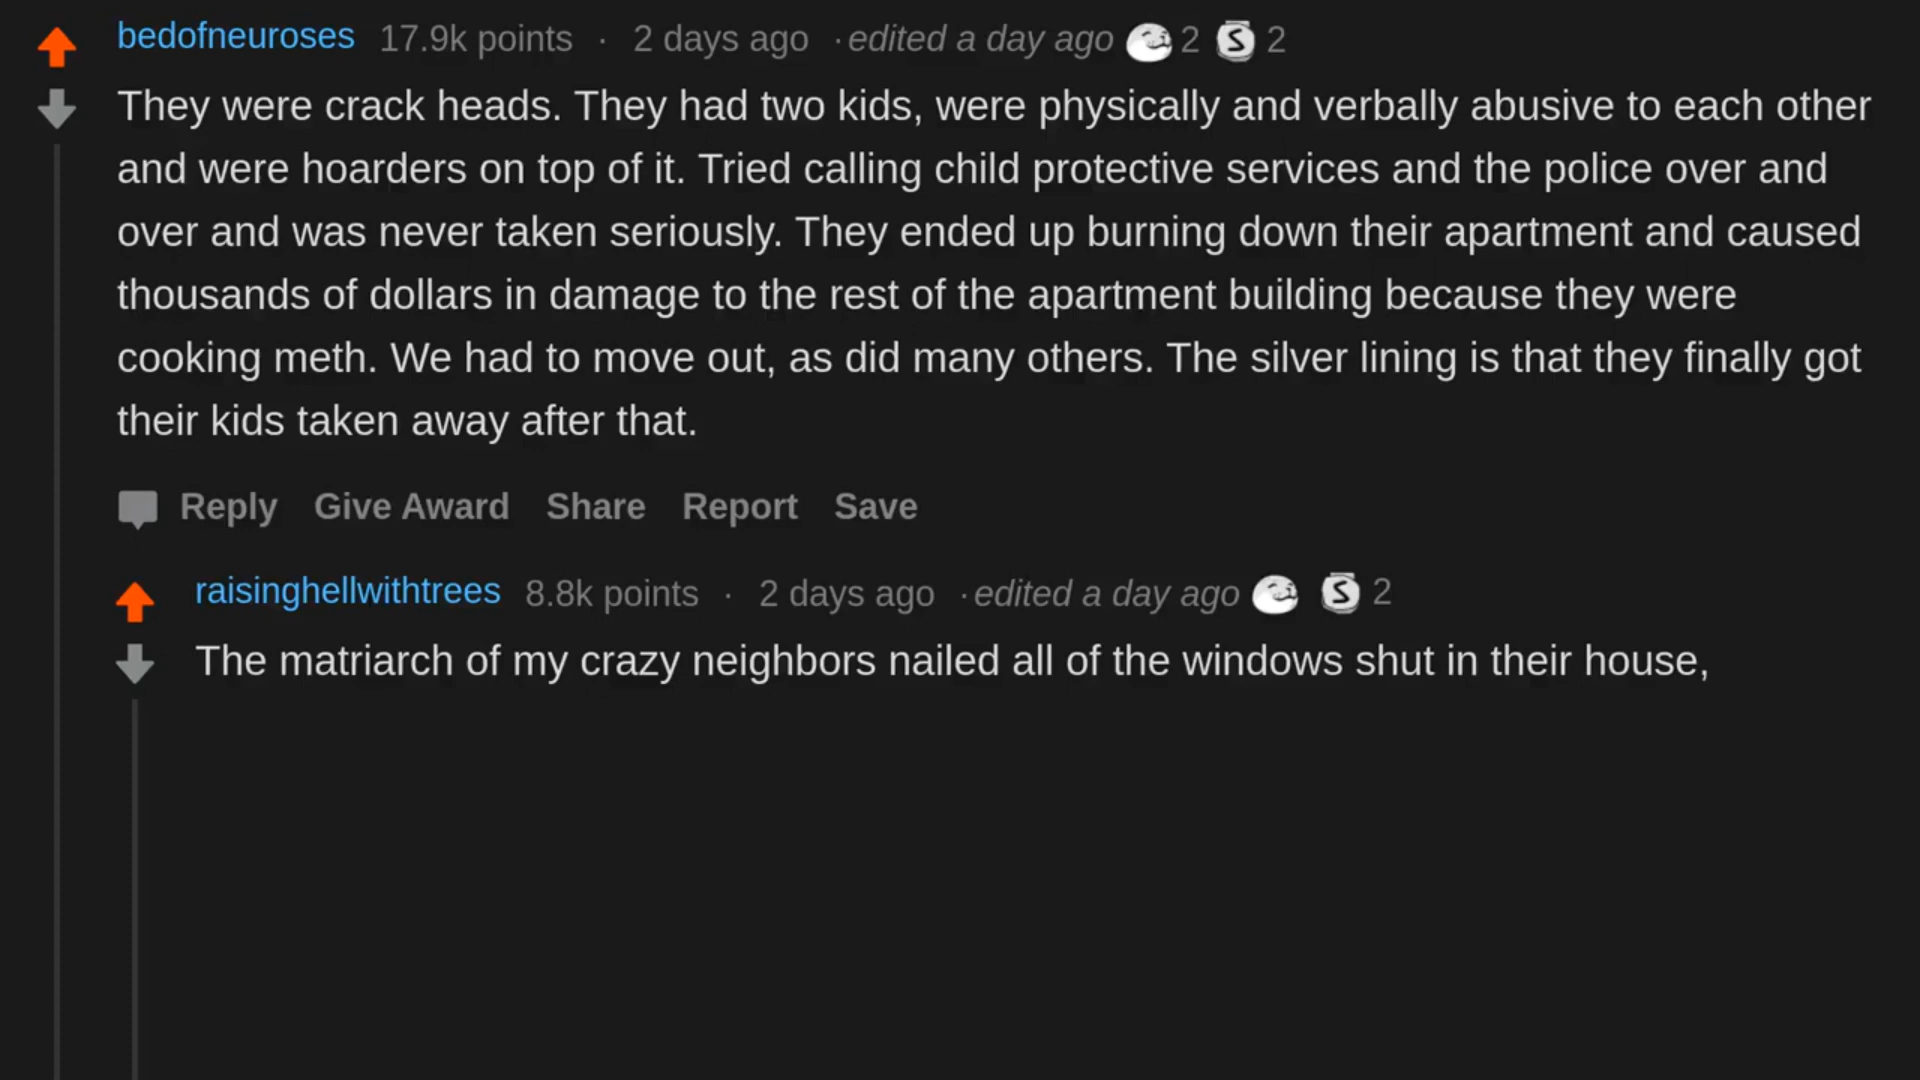 bedofneuroses 17.9k points · 2 days ago · edited a day ago 2 S 2
They were crack heads. They had two kids, were physically and verbally abusive to each other
and were hoarders on top of it. Tried calling child protective services and the police over and
over and was never taken seriously. They ended up burning down their apartment and caused
thousands of dollars in damage to the rest of the apartment building because they were
cooking meth. We had to move out, as did many others. The silver lining is that they finally got
their kids taken away after that.
Reply Give Award Share Report Save
raisinghellwithtrees 8.8k points · 2 days ago · edited a day ago S 2
The matriarch of my crazy neighbors nailed all of the windows shut in their house,